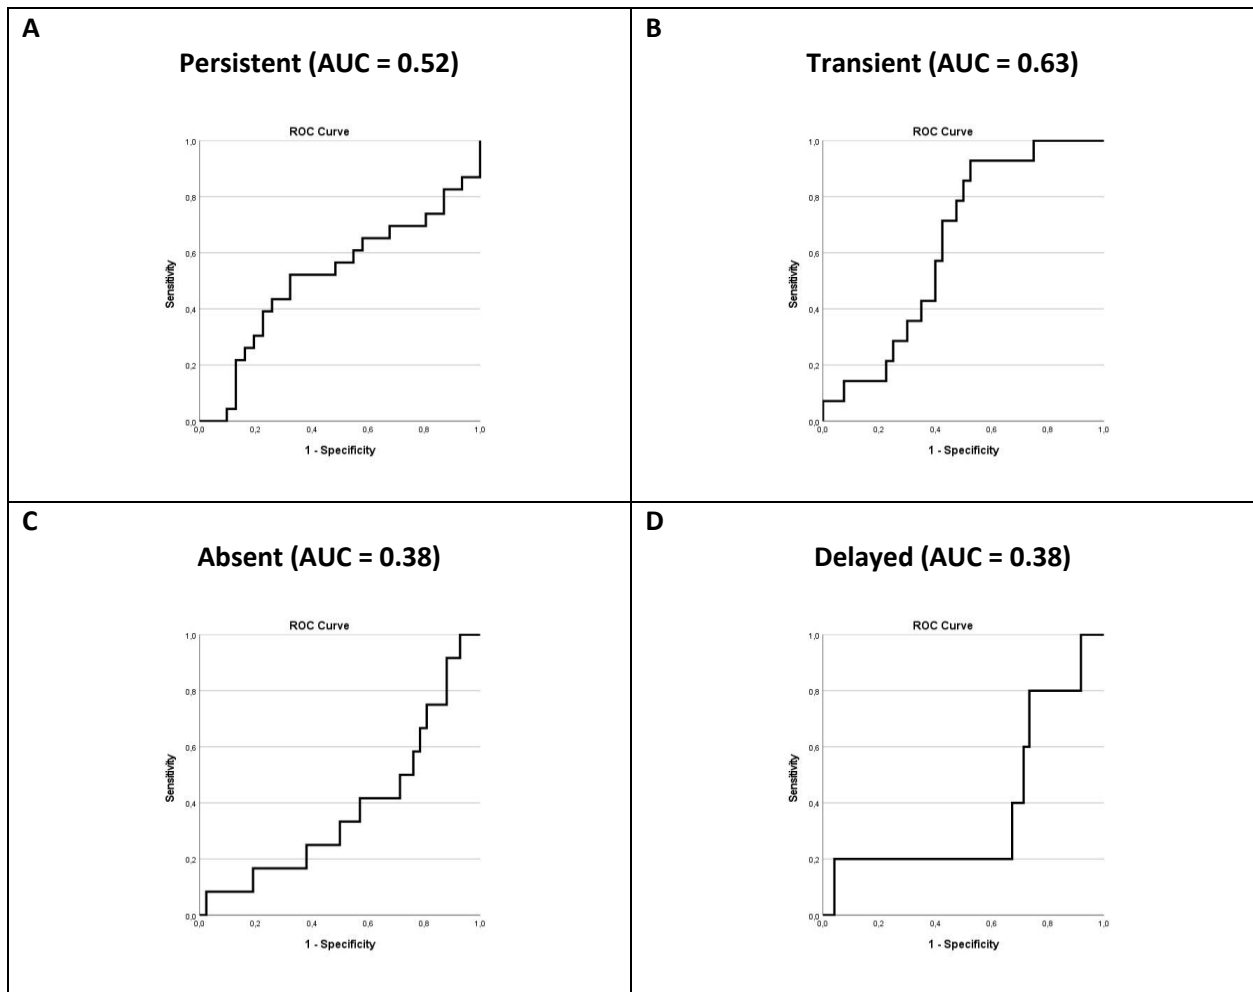 A
Persistent (AUC = 0.52)
ROC Curve
1,0
0,8
0,6
0,4
0,2
0,0
Sensitivity
0,0 0,2 0,4 0,6 0,8 1,0
1 - Specificity
B
Transient (AUC = 0.63)
ROC Curve
1,0
0,8
0,6
0,4
0,2
0,0
Sensitivity
0,0 0,2 0,4 0,6 0,8 1,0
1 - Specificity
C
Absent (AUC = 0.38)
ROC Curve
1,0
0,8
0,6
0,4
0,2
0,0
Sensitivity
0,0 0,2 0,4 0,6 0,8 1,0
1 - Specificity
D
Delayed (AUC = 0.38)
ROC Curve
1,0
0,8
0,6
0,4
0,2
0,0
Sensitivity
0,0 0,2 0,4 0,6 0,8 1,0
1 - Specificity